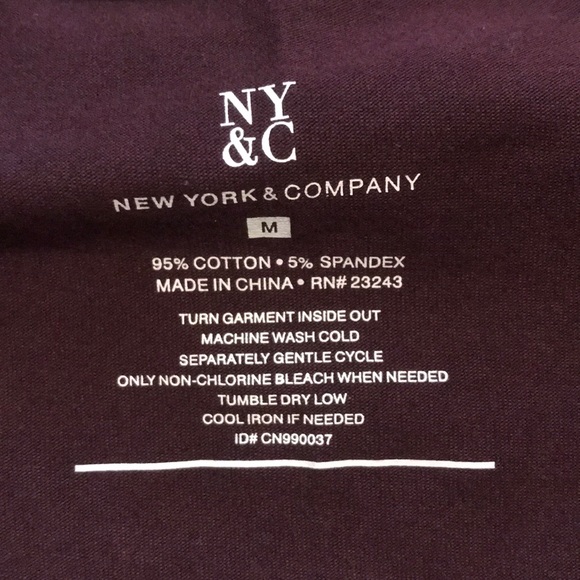 NY
&C
NEW YORK & COMPANY
M
95% COTTON • 5% SPANDEX
MADE IN CHINA • RN# 23243
TURN GARMENT INSIDE OUT
MACHINE WASH COLD
SEPARATELY GENTLE CYCLE
ONLY NON-CHLORINE BLEACH WHEN NEEDED
TUMBLE DRY LOW
COOL IRON IF NEEDED
ID# CN990037